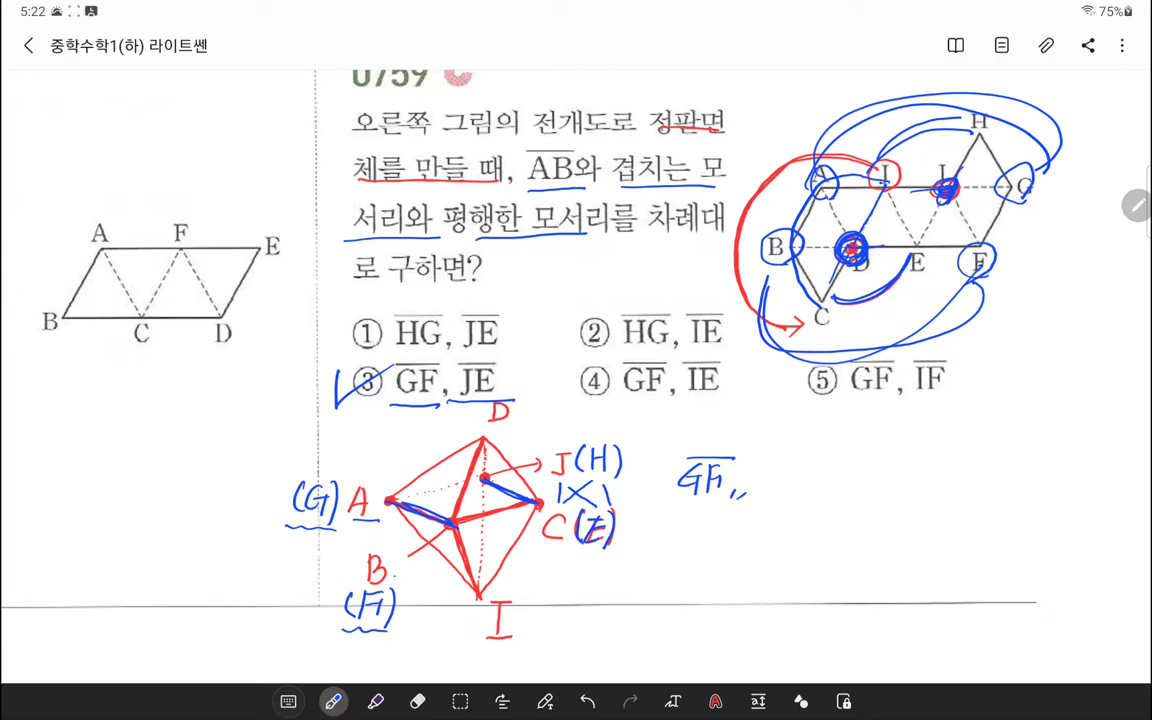 5:22
75%
중학수학1(하) 라이트쎈
0759 C
오른쪽 그림의 전개도로 정팔면
체를 만들 때, AB와 겹치는 모
서리와 평행한 모서리를 차례대
로 구하면?
① HG, JE ② HG, IE
③ GF, JE ④ GF, IE ⑤ GF, IF
A F E
B C D
H
A J I G
B D E F
C
D
J(H)
(G) A
C(E)
B
(F)
I
GF,,